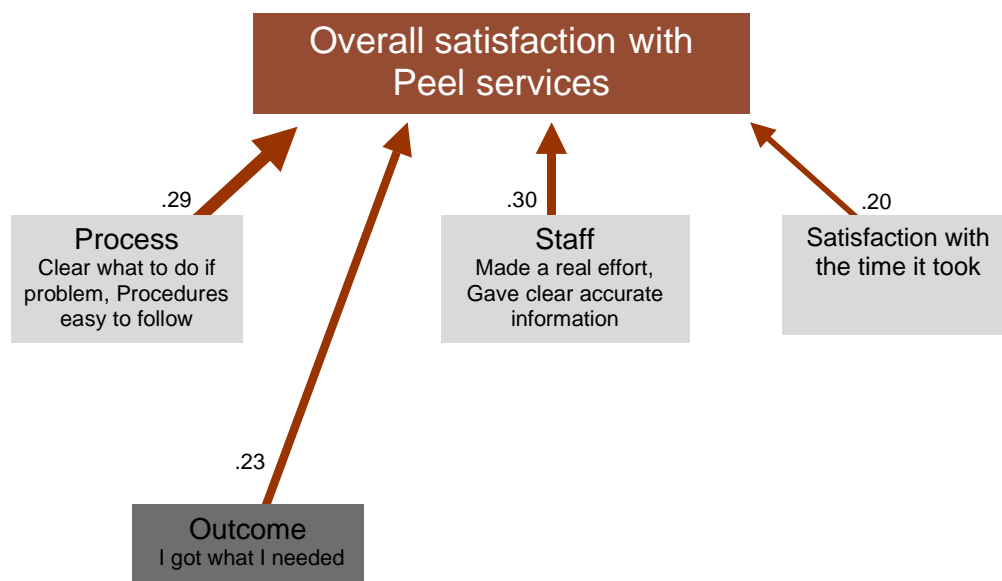 Overall satisfaction with
Peel services
.29
.30
.20
Process
Clear what to do if
problem, Procedures
easy to follow
Staff
Made a real effort,
Gave clear accurate
information
Satisfaction with
the time it took
.23
Outcome
I got what I needed